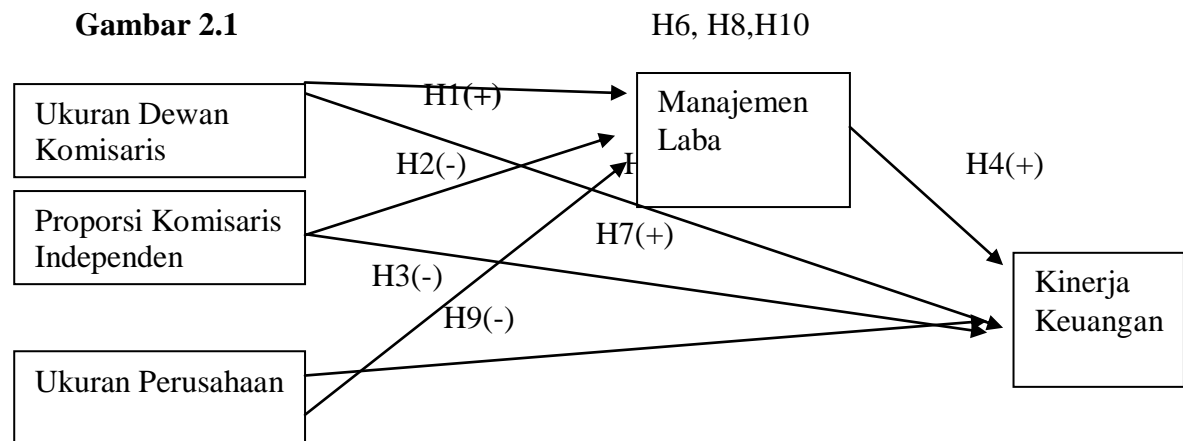 Gambar 2.1
H6, H8,H10
H1(+)
Ukuran Dewan
Komisaris
Manajemen
Laba
H2(-)
H4(+)
Proporsi Komisaris
Independen
H7(+)
H3(-)
Kinerja
Keuangan
H9(-)
Ukuran Perusahaan